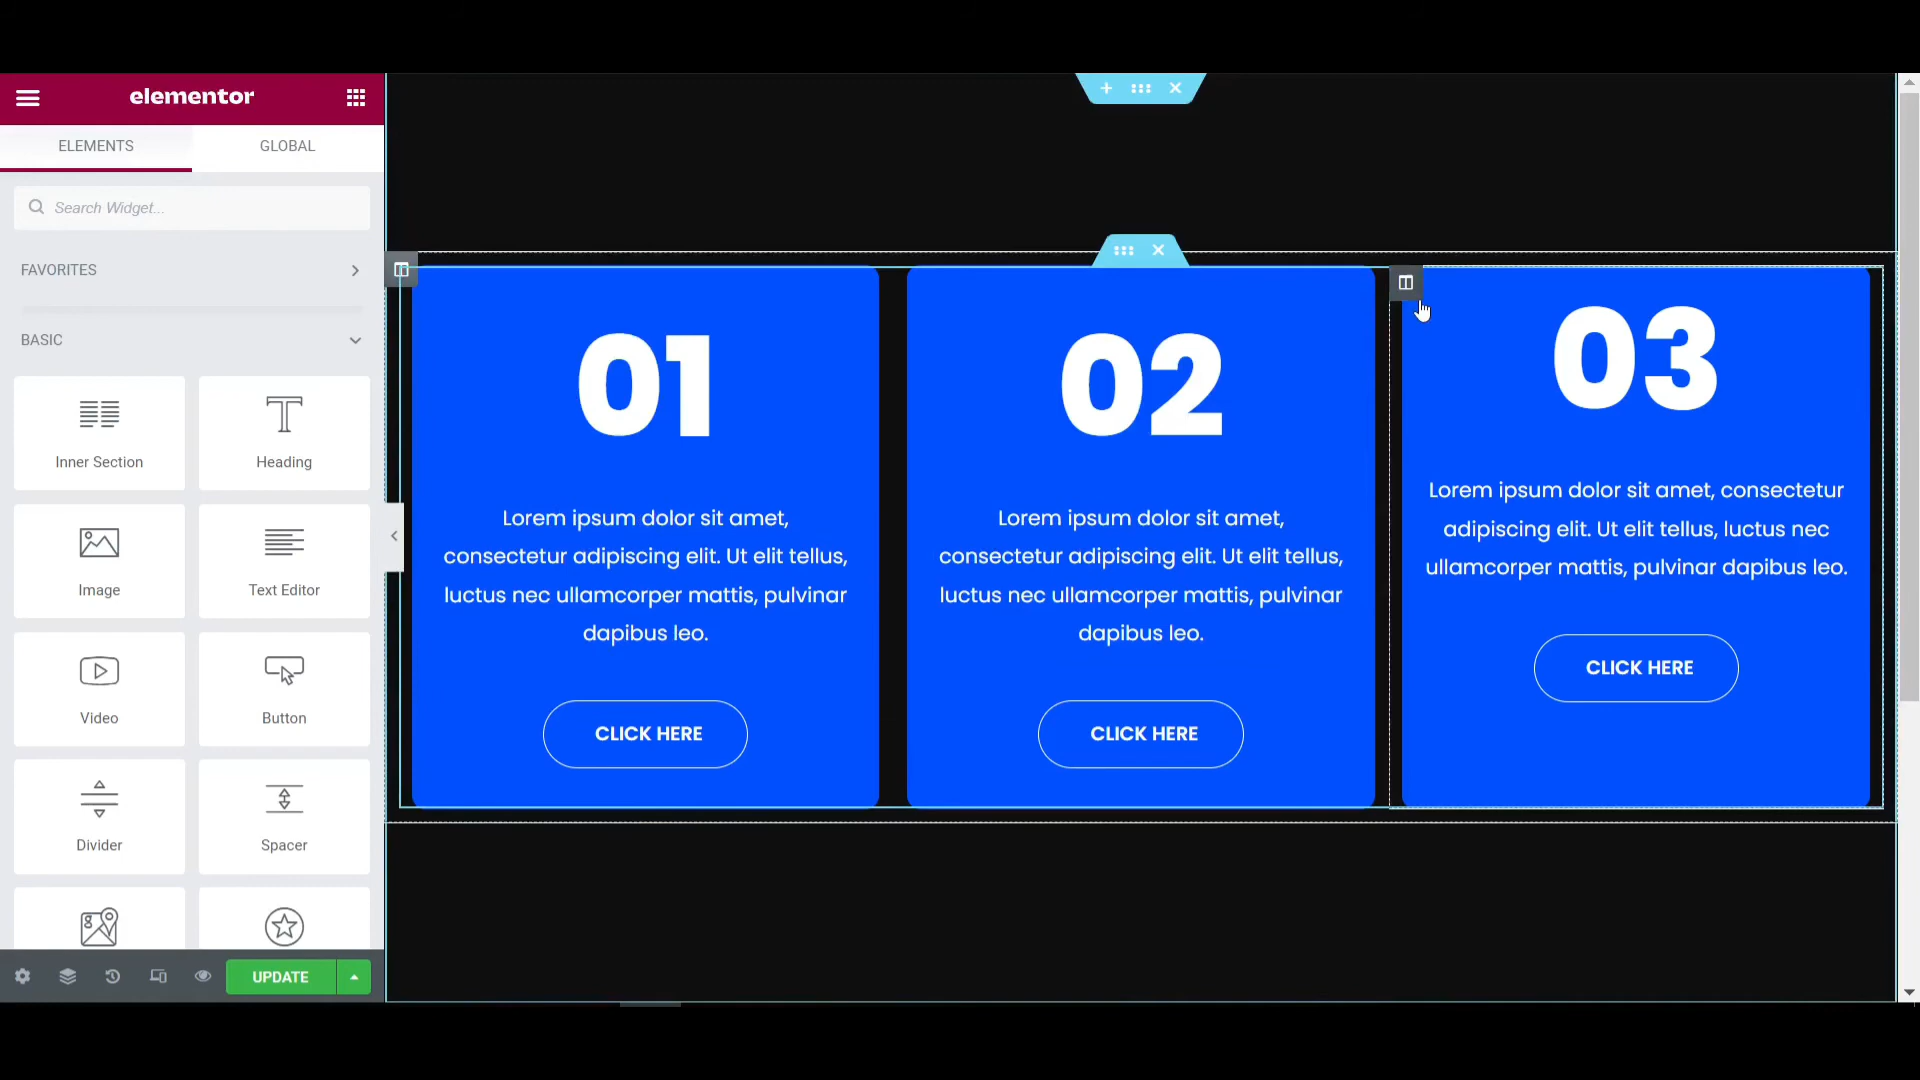 elementor
ELEMENTS
GLOBAL
Search Widget...
FAVORITES
BASIC
Inner Section
Heading
Image
Text Editor
Video
Button
Divider
Spacer
UPDATE
01
Lorem ipsum dolor sit amet,
consectetur adipiscing elit. Ut elit tellus,
luctus nec ullamcorper mattis, pulvinar
dapibus leo.
CLICK HERE
02
Lorem ipsum dolor sit amet,
consectetur adipiscing elit. Ut elit tellus,
luctus nec ullamcorper mattis, pulvinar
dapibus leo.
CLICK HERE
03
Lorem ipsum dolor sit amet, consectetur
adipiscing elit. Ut elit tellus, luctus nec
ullamcorper mattis, pulvinar dapibus leo.
CLICK HERE